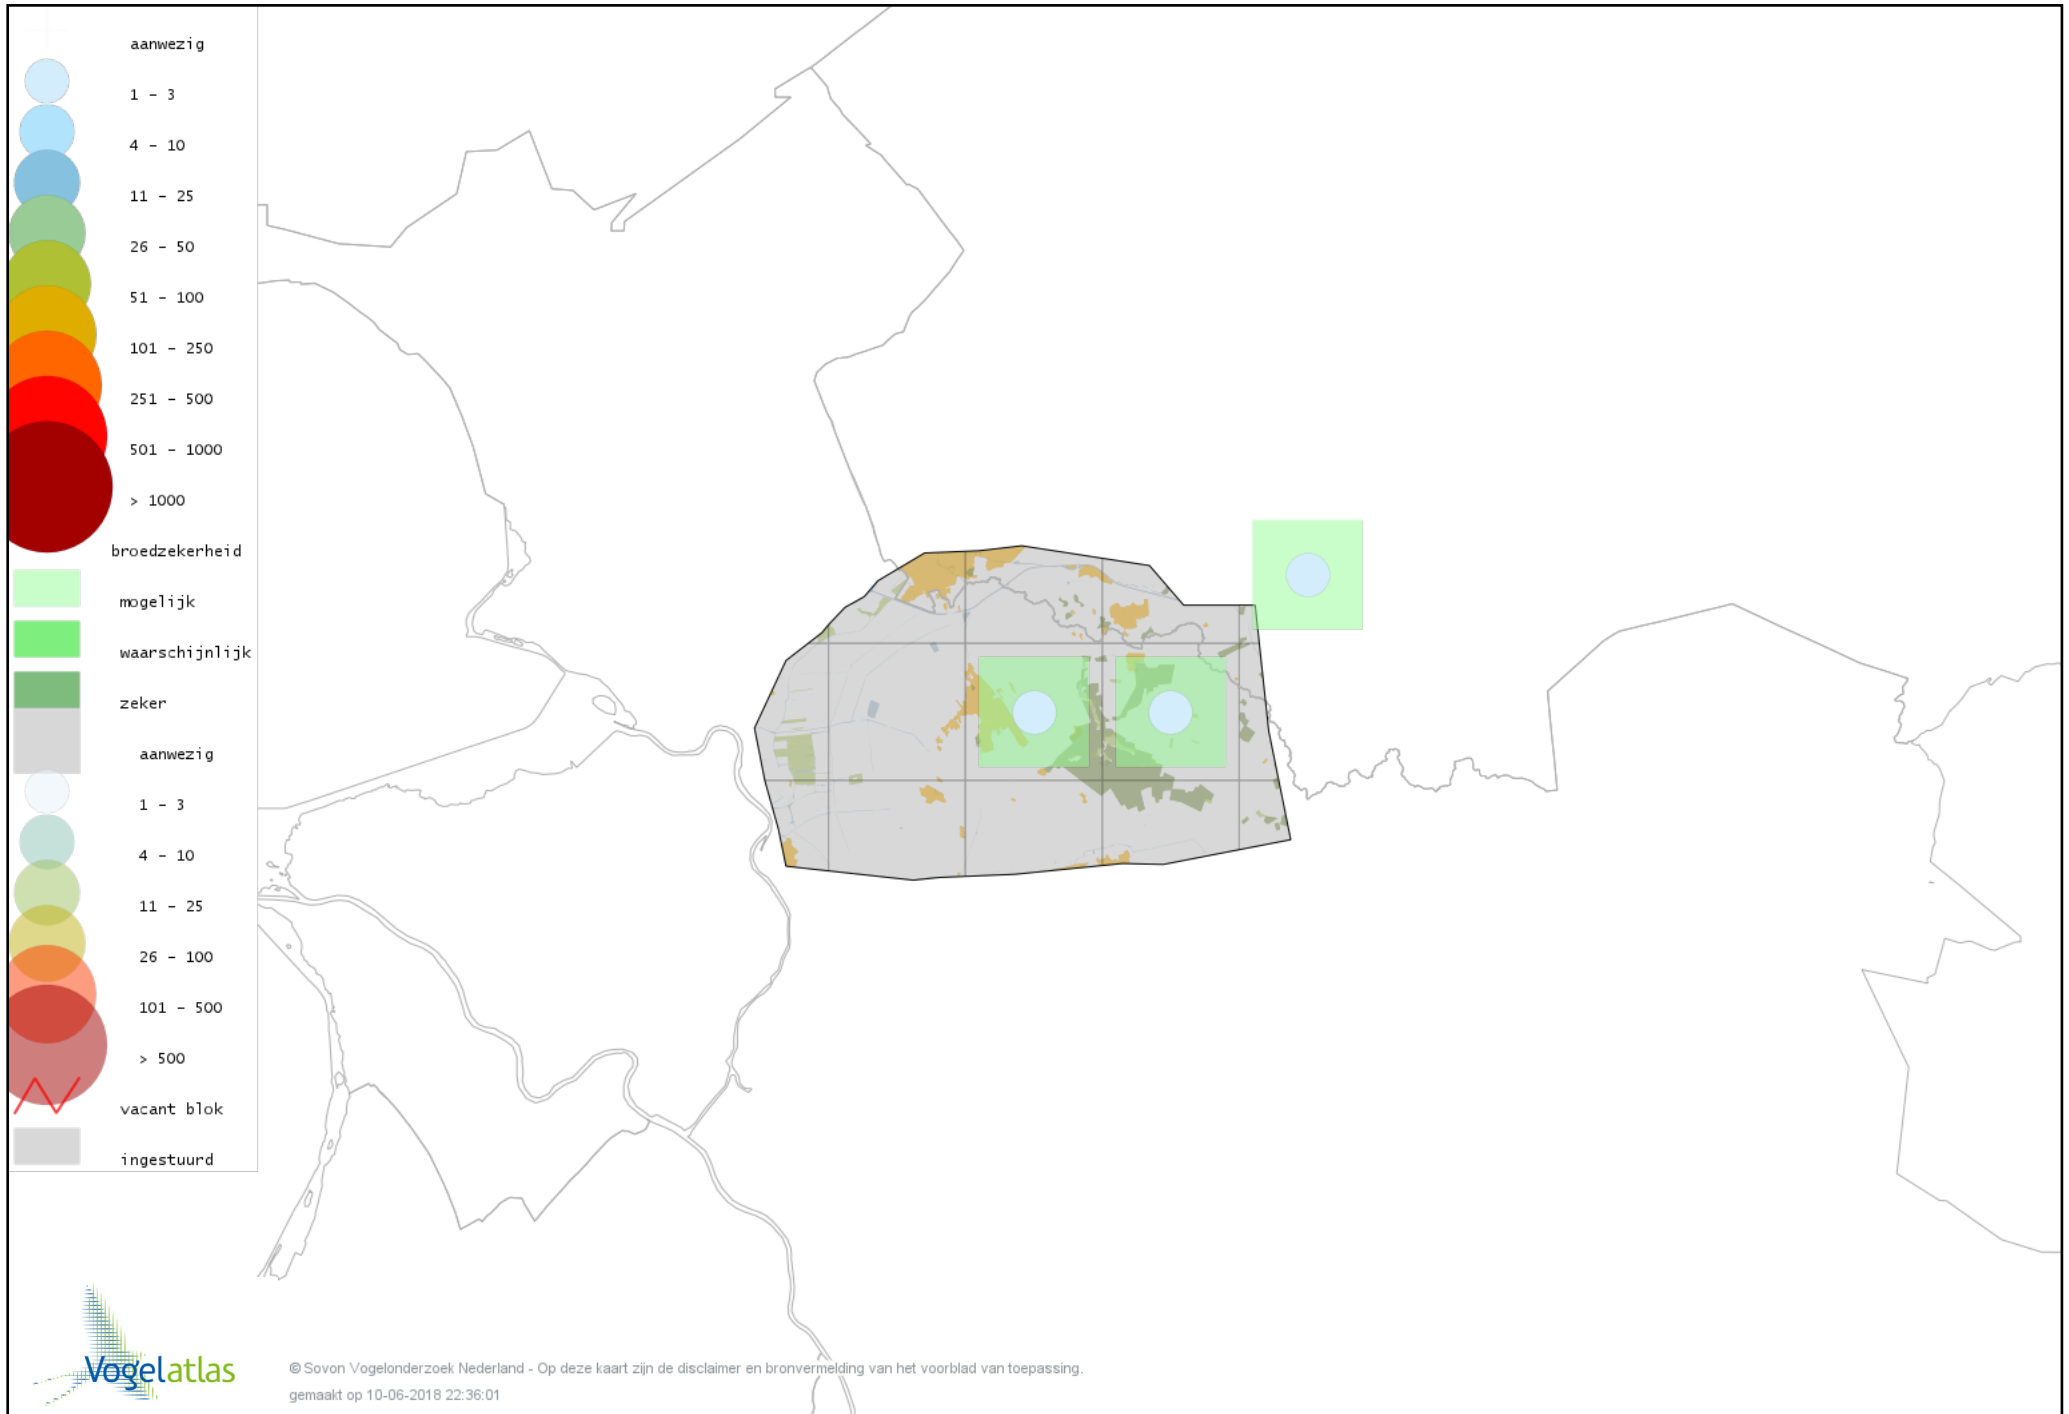 aanwezig
1 - 3
4 - 10
11 - 25
26 - 50
51 - 100
101 - 250
251 - 500
501 - 1000
> 1000
broedzekerheid
mogelijk
waarschijnlijk
zeker
aanwezig
1 - 3
4 - 10
11 - 25
26 - 100
101 - 500
> 500
vacant blok
ingestuurd
Vogelatlas
© Sovon Vogelonderzoek Nederland - Op deze kaart zijn de disclaimer en bronvermelding van het voorblad van toepassing.
gemaakt op 10-06-2018 22:36:01